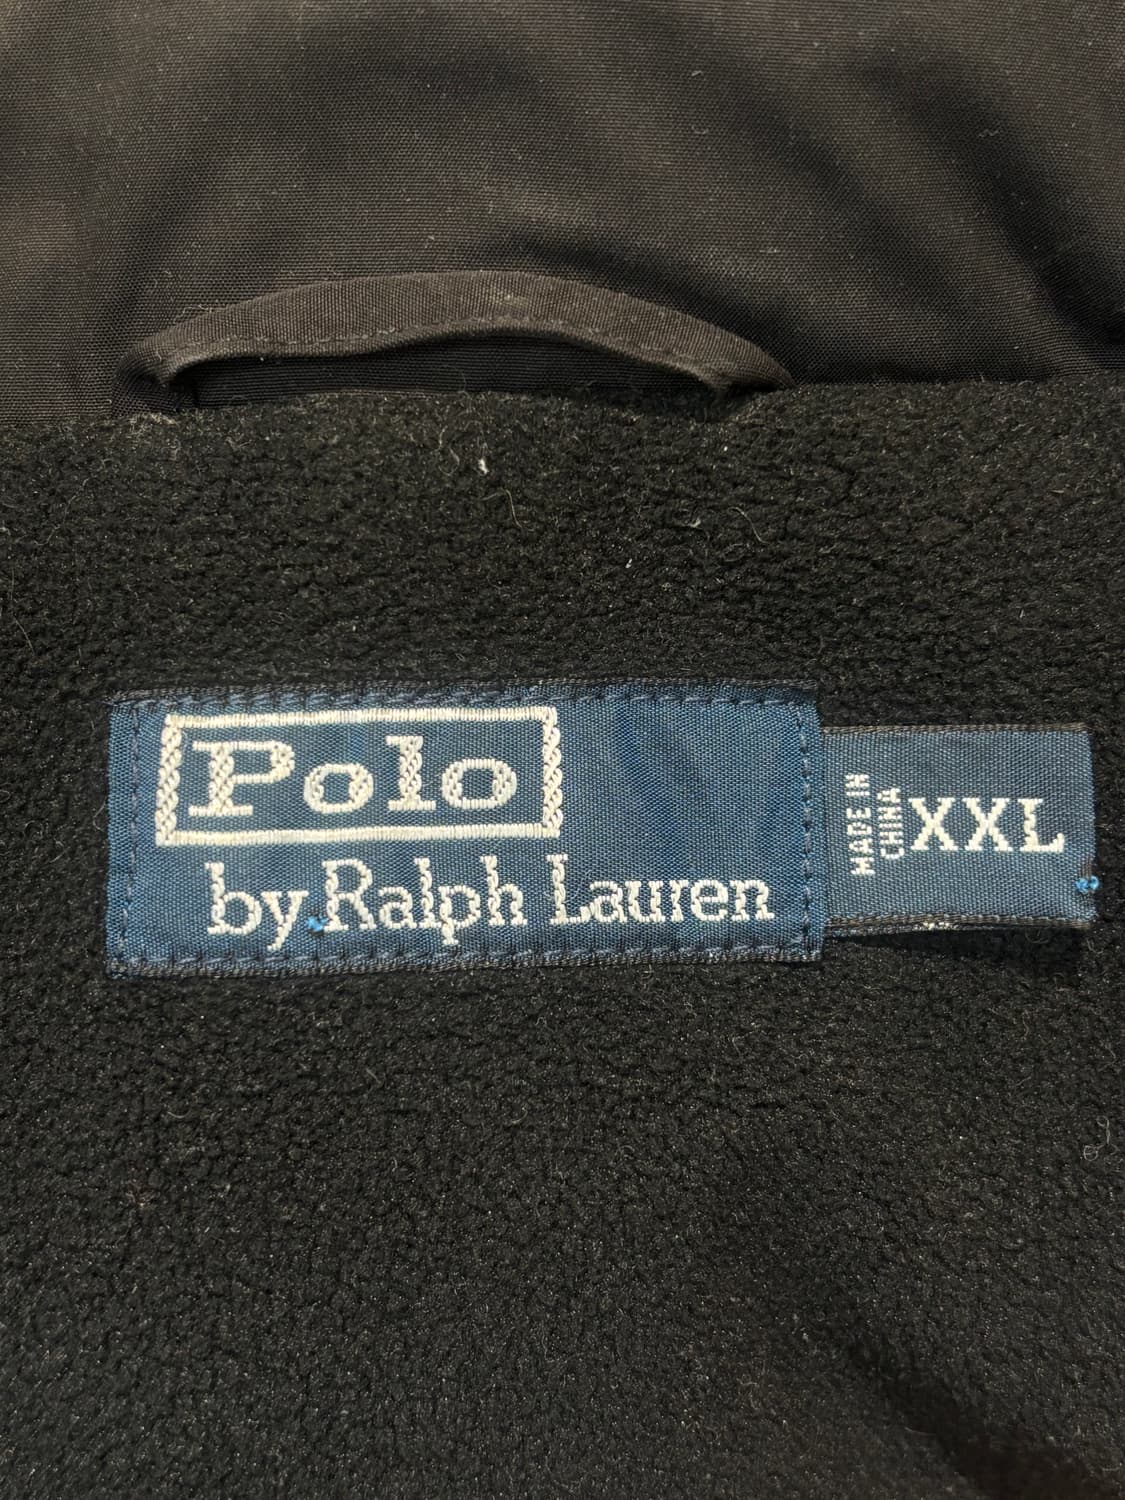 Polo
by Ralph Lauren
MADE IN
CHINA
XXL